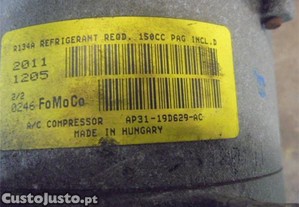 R134A REFRIGERANT REQD. 150CC PAG INCL.D
2011
1205
2/2
0246 FoMoCo
A/C COMPRESSOR AP31-19D629-AC
MADE IN HUNGARY
CustoJusto.pt